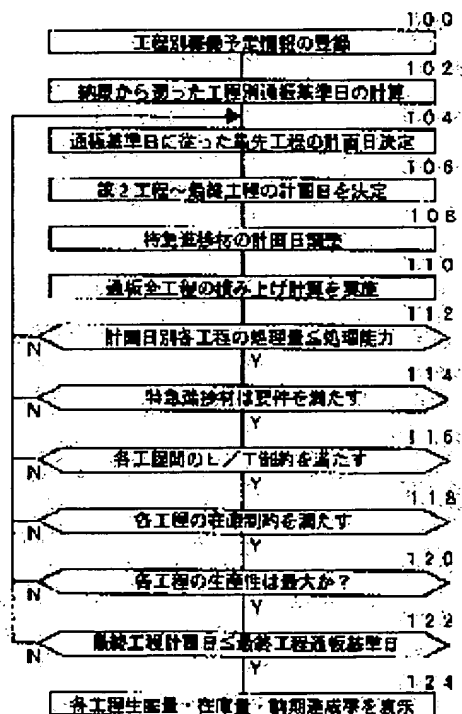 100
工程別稼働予定情報の登録
102
納期から遡った工程別通板基準日の計算
104
通板基準日に従った最先工程の計画日決定
106
第2工程~最終工程の計画日を決定
108
特急進捗材の計画日調整
110
通板全工程の積み上げ計算を実施
112
計画日別各工程の処理量≦処理能力
N
Y
114
特急進捗材は要件を満たす
N
Y
116
各工程間のL/T制約を満たす
N
Y
118
各工程の在庫制約を満たす
N
Y
120
各工程の生産性は最大か?
N
Y
122
最終工程計画日≦最終工程通板基準日
N
Y
124
各工程生産量・在庫量・納期達成率を表示